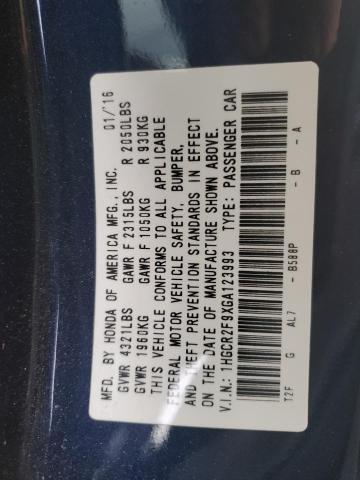 MFD. BY HONDA OF AMERICA MFG., INC. 01/'16
GVWR 4321LBS GAWR F 2315LBS R 2050LBS
GVWR 1960KG GAWR F 1050KG R 930KG
THIS VEHICLE CONFORMS TO ALL APPLICABLE
FEDERAL MOTOR VEHICLE SAFETY, BUMPER,
AND THEFT PREVENTION STANDARDS IN EFFECT
ON THE DATE OF MANUFACTURE SHOWN ABOVE.
V.I.N.: 1HGCR2F9XGA123993 TYPE: PASSENGER CAR
T2F G AL7 - B588P - B - A